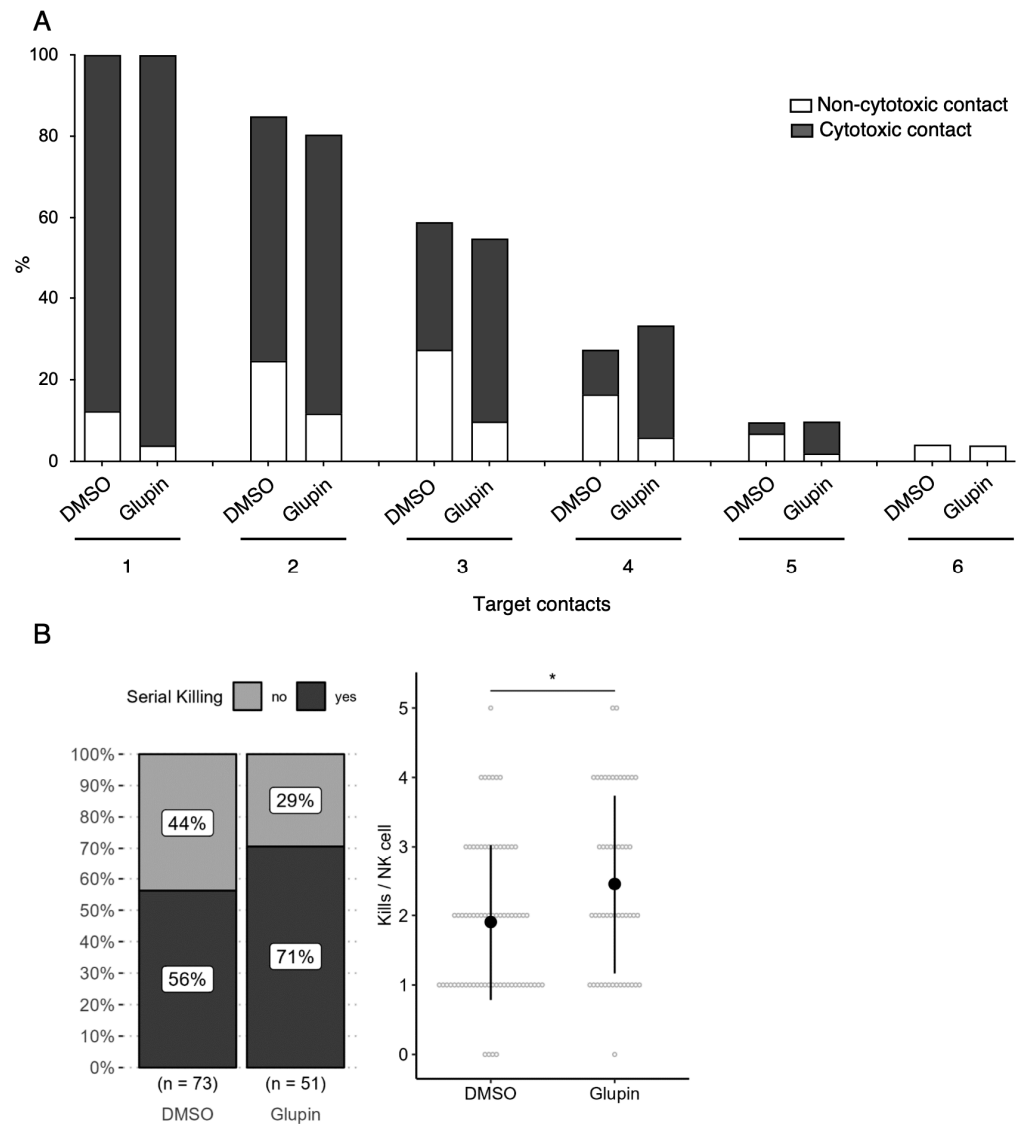 A
100
80
60
40
20
0
%
Non-cytotoxic contact
Cytotoxic contact
DMSO
Glupin
DMSO
Glupin
DMSO
Glupin
DMSO
Glupin
DMSO
Glupin
DMSO
Glupin
1
2
3
4
5
6
Target contacts
B
Serial Killing no yes
100%
90%
80%
70%
60%
50%
40%
30%
20%
10%
0%
44%
56%
29%
71%
(n = 73)
(n = 51)
DMSO
Glupin
*
5
4
3
2
1
0
Kills / NK cell
DMSO
Glupin